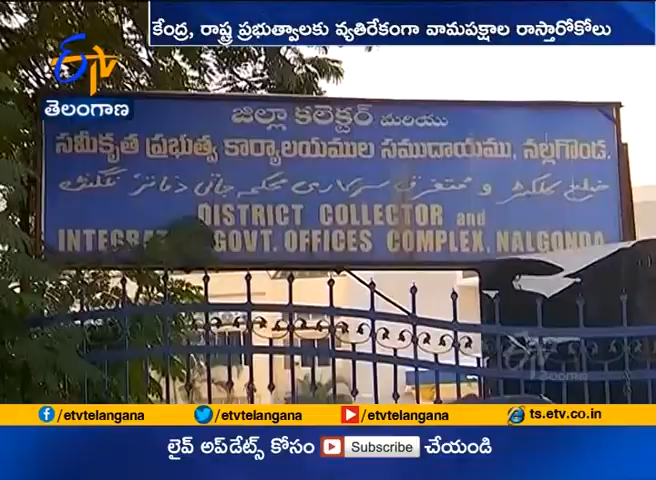 కేంద్ర, రాష్ట్ర ప్రభుత్వాలకు వ్యతిరేకంగా వామపక్షాల రాస్తారోకోలు
ETV
తెలంగాణ
జిల్లా కలెక్టర్ మరియు
సమీకృత ప్రభుత్వ కార్యాలయముల సముదాయము, నల్లగొండ.
DISTRICT COLLECTOR and
GOVT. OFFICES COMPLEX, NALGONDA
/etvtelangana /etvtelangana /etvtelangana ts.etv.co.in
లైవ్ అప్‌డేట్స్ కోసం Subscribe చేయండి